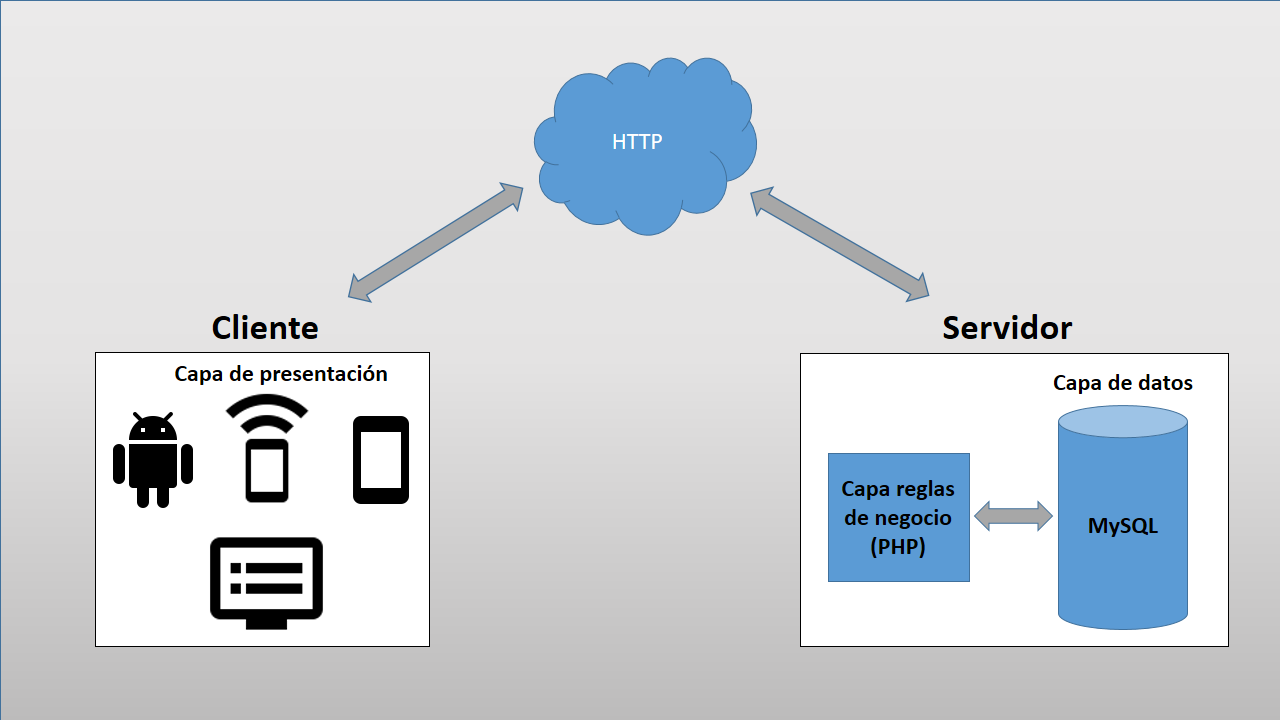 HTTP
Cliente
Capa de presentación
Servidor
Capa de datos
Capa reglas
de negocio
(PHP)
MySQL